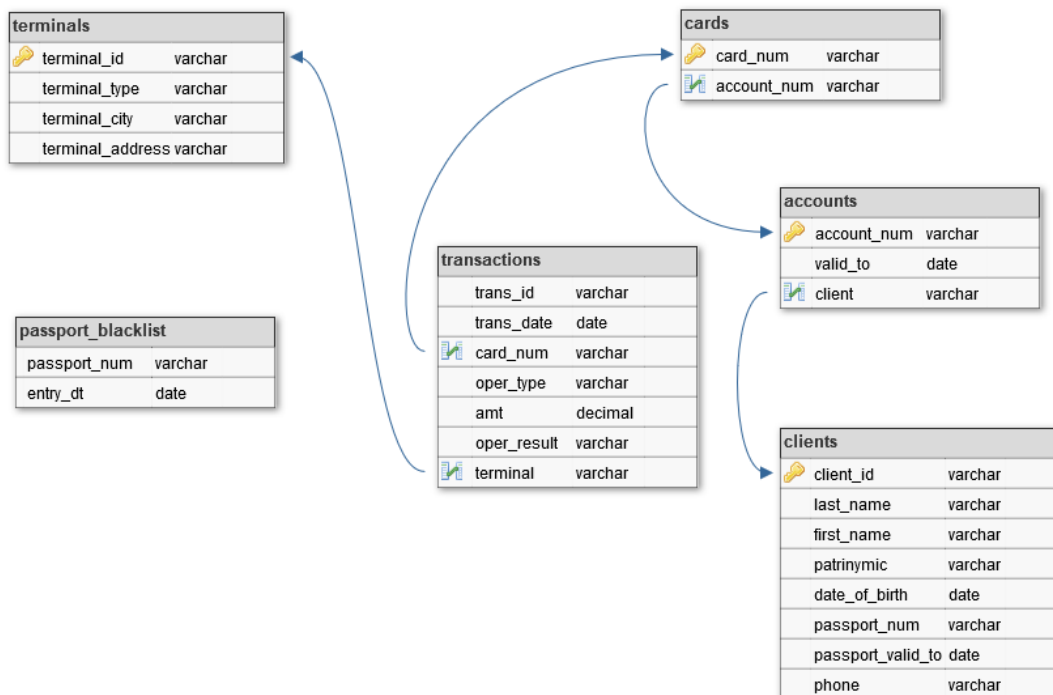 terminals
terminal_id varchar
terminal_type varchar
terminal_city varchar
terminal_address varchar
cards
card_num varchar
account_num varchar
accounts
account_num varchar
valid_to date
client varchar
transactions
trans_id varchar
trans_date date
card_num varchar
oper_type varchar
amt decimal
oper_result varchar
terminal varchar
passport_blacklist
passport_num varchar
entry_dt date
clients
client_id varchar
last_name varchar
first_name varchar
patrinymic varchar
date_of_birth date
passport_num varchar
passport_valid_to date
phone varchar